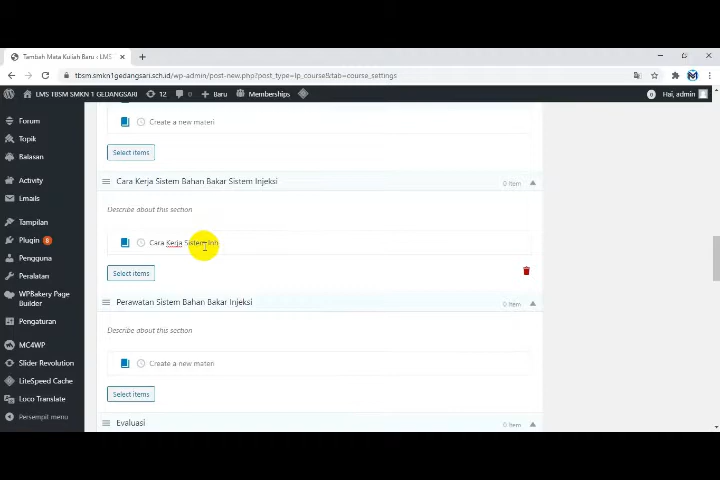 Tambah Mata Kuliah Baru ‹ LMS T
tbsm.smkn1gedangsari.sch.id/wp-admin/post-new.php?post_type=lp_course&tab=course_settings
LMS TBSM SMKN 1 GEDANGSARI 12 0 Baru Memberships 0 Hai, admin
Forum
Topik
Balasan
Activity
Emails
Tampilan
Plugin 8
Pengguna
Peralatan
WPBakery Page
Builder
Pengaturan
MC4WP
Slider Revolution
LiteSpeed Cache
Loco Translate
Persempit menu
Create a new materi
Select items
Cara Kerja Sistem Bahan Bakar Sistem Injeksi 0 Item
Describe about this section
Cara Kerja Sistem Inh
Select items
Perawatan Sistem Bahan Bakar Injeksi 0 Item
Describe about this section
Create a new materi
Select items
Evaluasi 0 Item